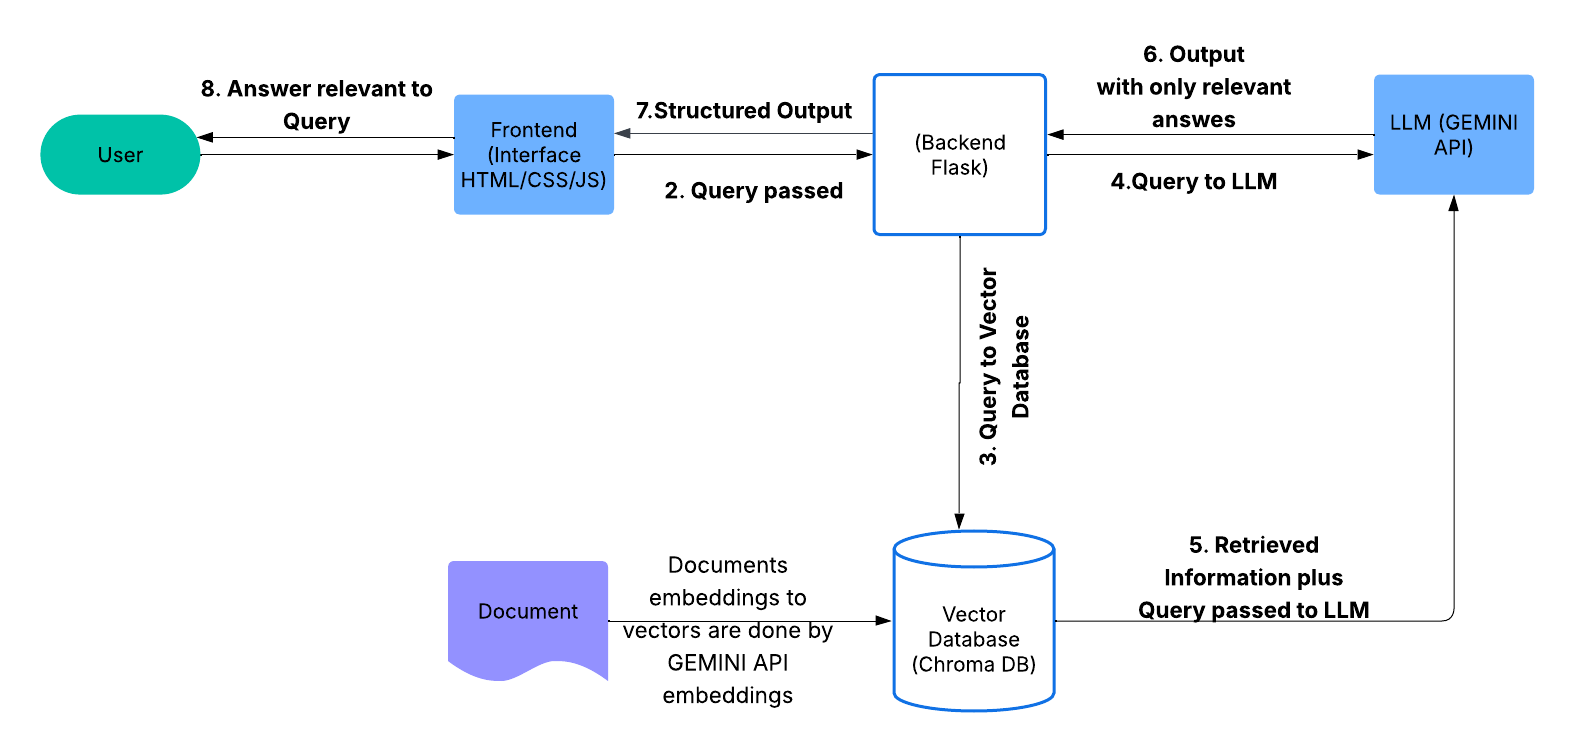 8. Answer relevant to
Query
User
Frontend
(Interface
HTML/CSS/JS)
7.Structured Output
2. Query passed
(Backend
Flask)
6. Output
with only relevant
answes
4.Query to LLM
LLM (GEMINI
API)
3. Query to Vector
Database
Document
Documents
embeddings to
vectors are done by
GEMINI API
embeddings
Vector
Database
(Chroma DB)
5. Retrieved
Information plus
Query passed to LLM